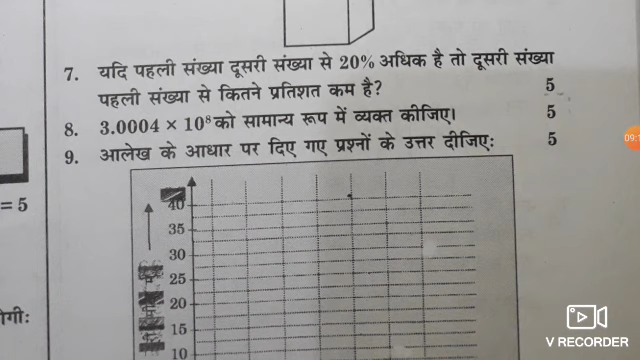 7. यदि पहली संख्या दूसरी संख्या से 20% अधिक है तो दूसरी संख्या
पहली संख्या से कितने प्रतिशत कम है? 5
8. 3.0004 × 10⁸ को सामान्य रूप में व्यक्त कीजिए। 5
9. आलेख के आधार पर दिए गए प्रश्नों के उत्तर दीजिए: 5
= 5
40
35
30
25
20
15
10
V RECORDER